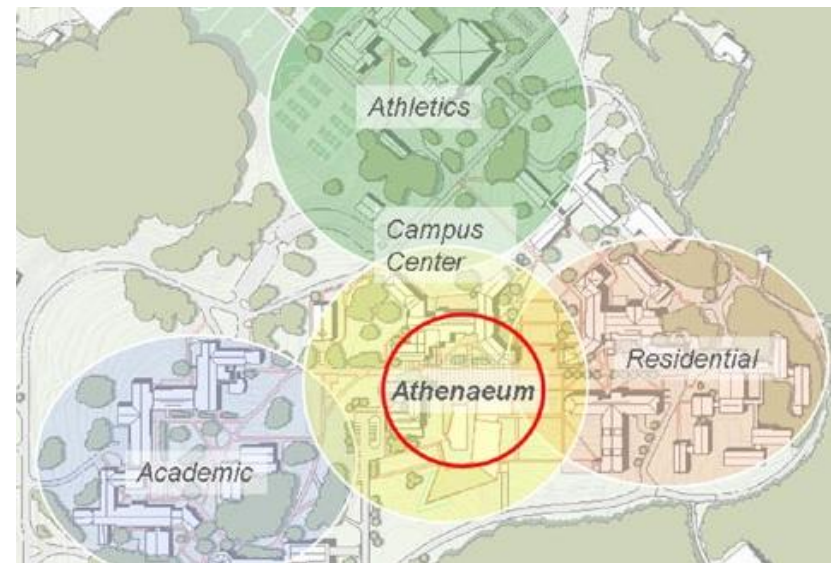 Athletics
Campus
Center
Residential
Athenaeum
Academic